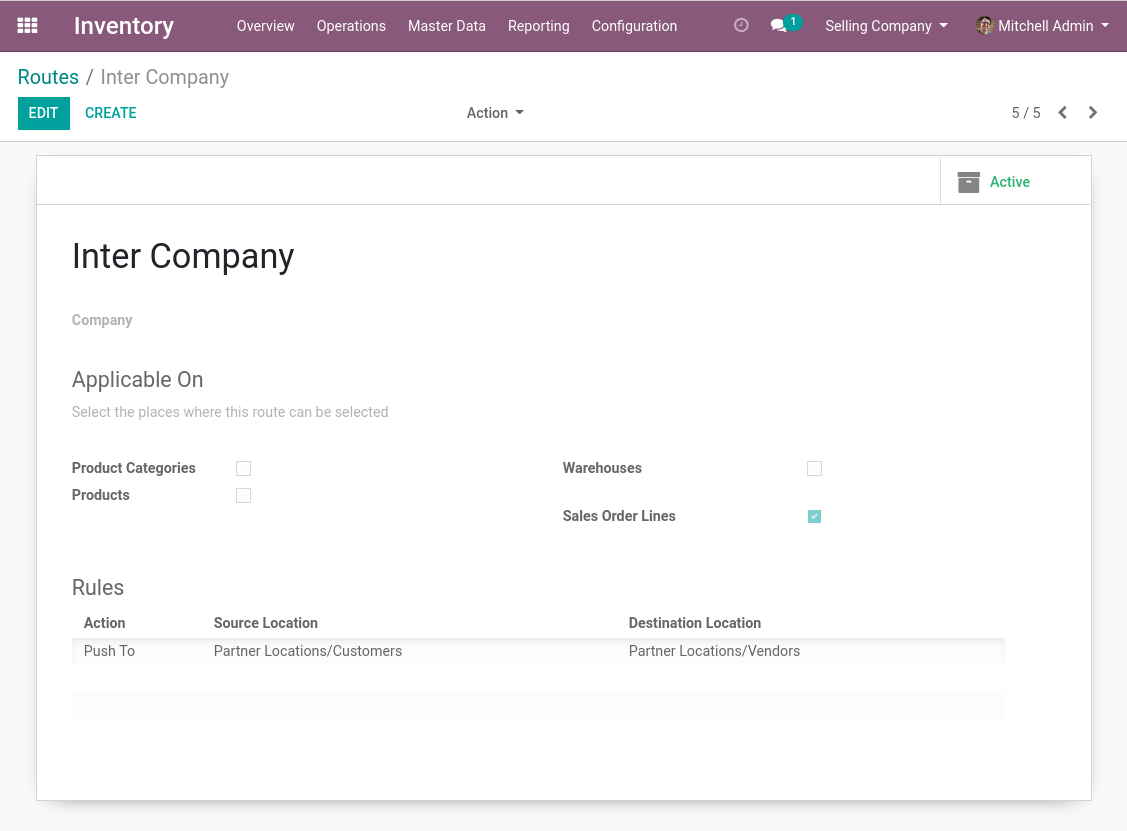 Inventory Overview Operations Master Data Reporting Configuration 1 Selling Company Mitchell Admin
Routes / Inter Company
EDIT CREATE Action 5 / 5
Active
Inter Company
Company
Applicable On
Select the places where this route can be selected
Product Categories Warehouses
Products
Sales Order Lines
Rules
Action Source Location Destination Location
Push To Partner Locations/Customers Partner Locations/Vendors